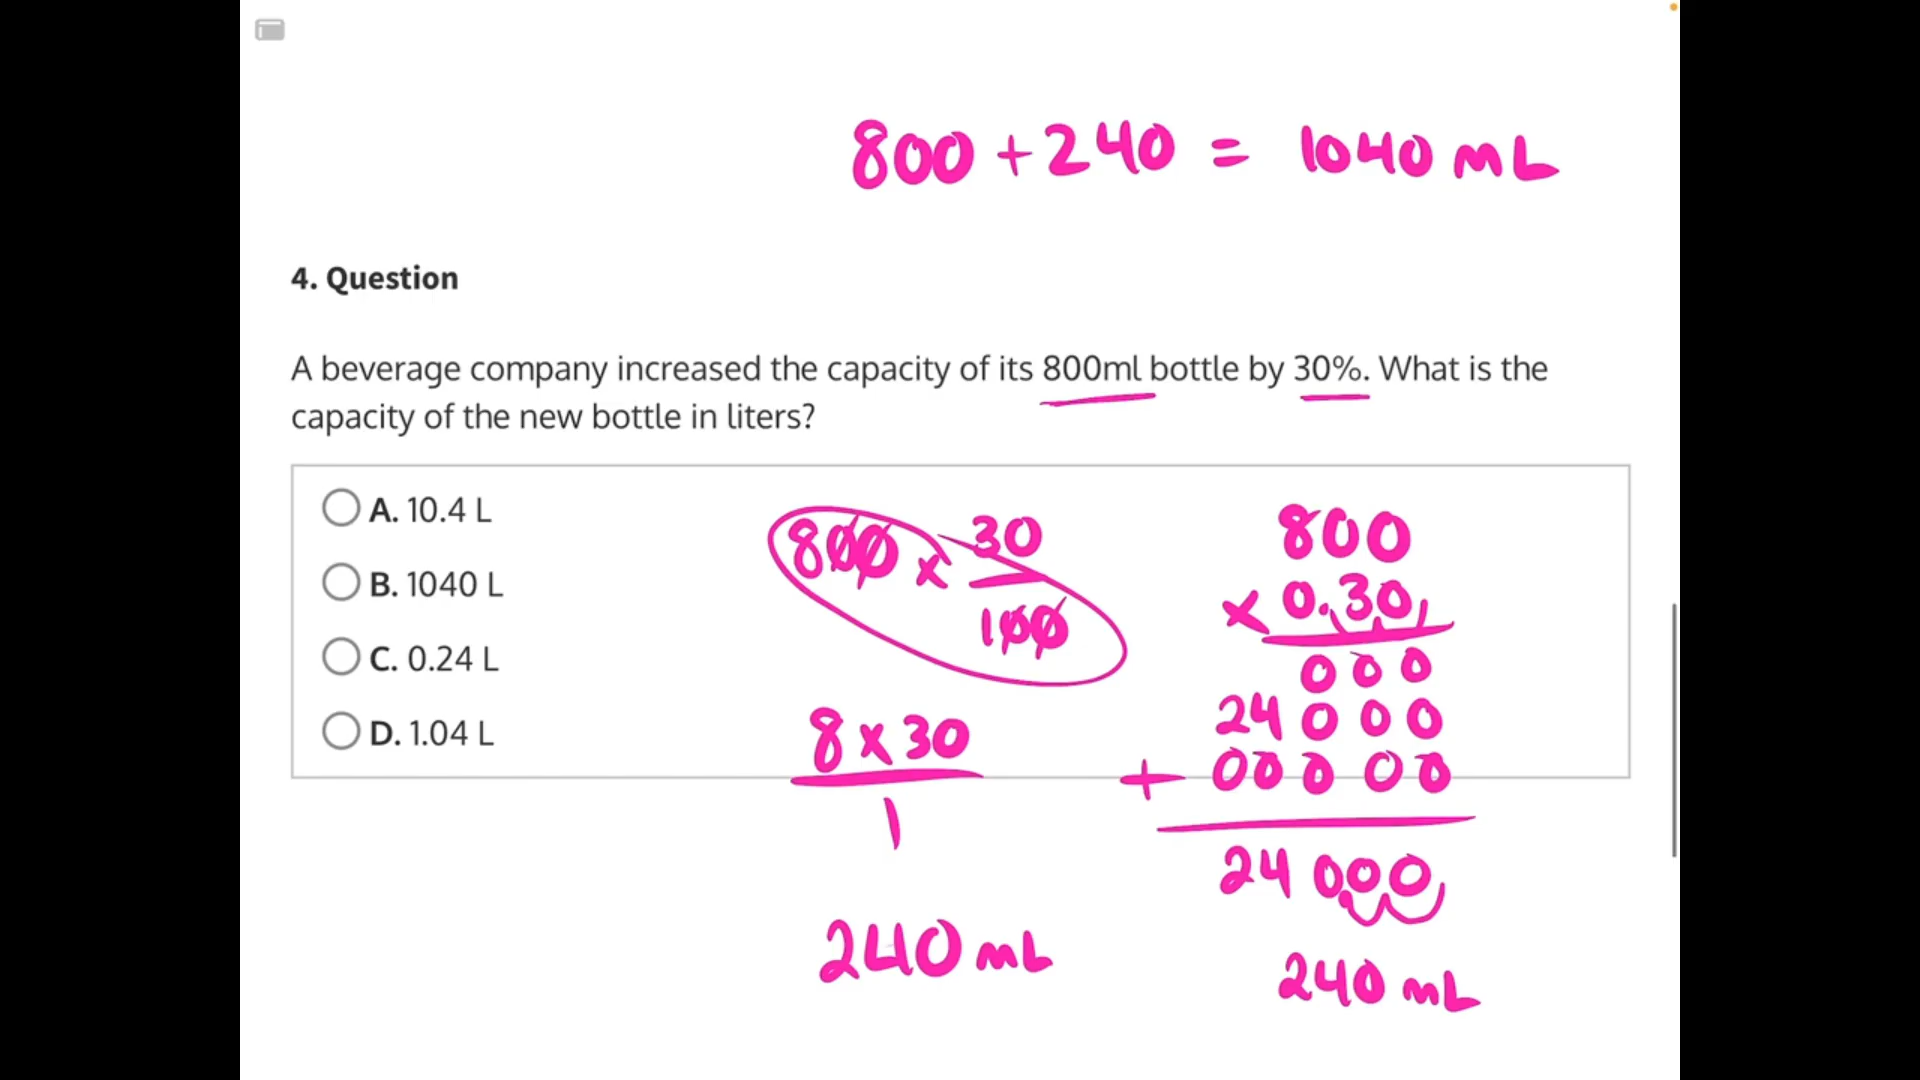 800 + 240 = 1040 mL
4. Question
A beverage company increased the capacity of its 800ml bottle by 30%. What is the
capacity of the new bottle in liters?
A. 10.4 L
B. 1040 L
C. 0.24 L
D. 1.04 L
800 x 30
100
8 x 30
1
240 mL
800
x 0.30
000
24000
+ 00000
24000
240 mL